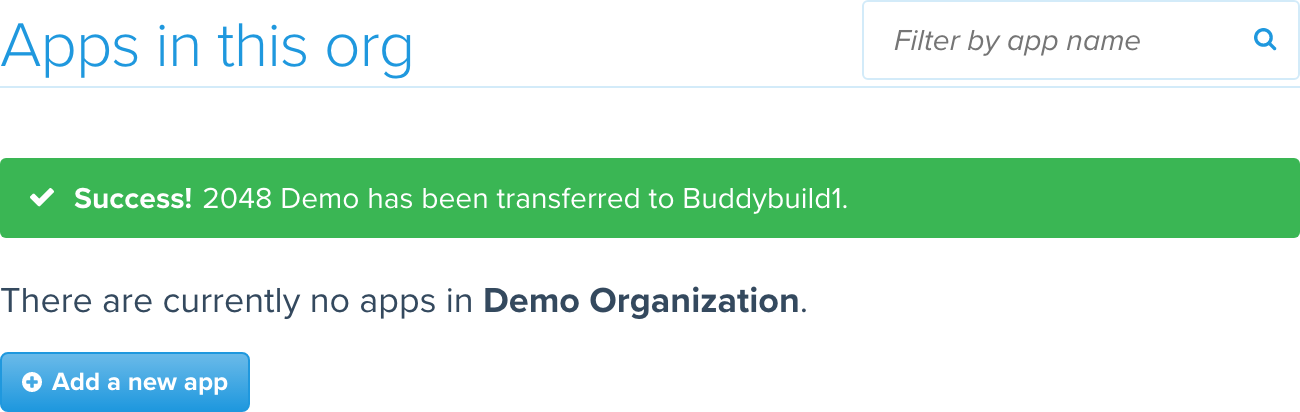 Apps in this org
Filter by app name
Success! 2048 Demo has been transferred to Buddybuild1.
There are currently no apps in Demo Organization.
Add a new app